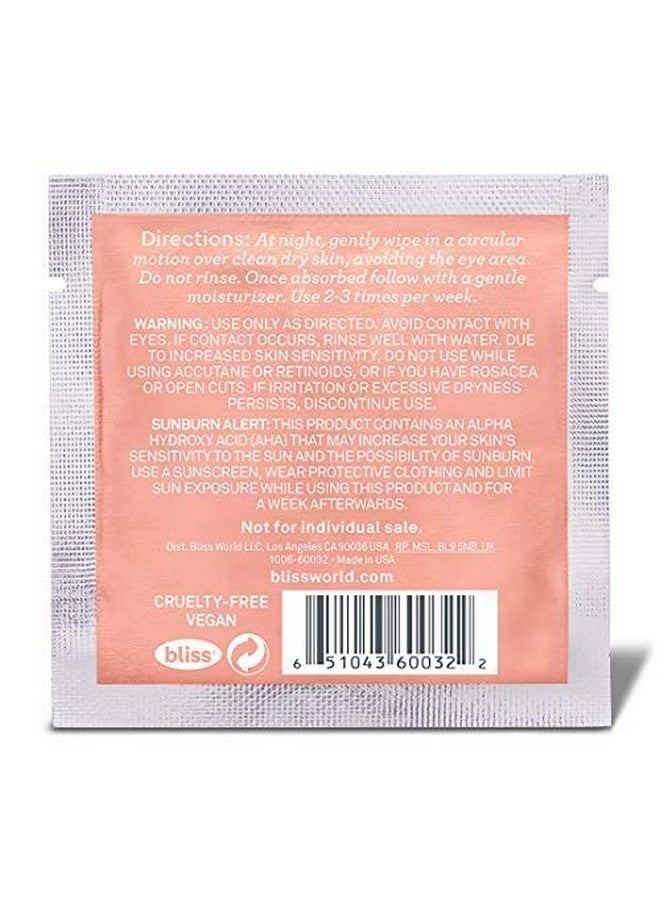 Directions: At night, gently wipe in a circular
motion over clean dry skin, avoiding the eye area.
Do not rinse. Once absorbed follow with a gentle
moisturizer. Use 2-3 times per week.
WARNING: USE ONLY AS DIRECTED. AVOID CONTACT WITH
EYES. IF CONTACT OCCURS, RINSE WELL WITH WATER. DUE
TO INCREASED SKIN SENSITIVITY, DO NOT USE WHILE
USING ACCUTANE OR RETINOIDS, OR IF YOU HAVE ROSACEA
OR OPEN CUTS. IF IRRITATION OR EXCESSIVE DRYNESS
PERSISTS, DISCONTINUE USE.
SUNBURN ALERT: THIS PRODUCT CONTAINS AN ALPHA
HYDROXY ACID (AHA) THAT MAY INCREASE YOUR SKIN'S
SENSITIVITY TO THE SUN AND THE POSSIBILITY OF SUNBURN.
USE A SUNSCREEN, WEAR PROTECTIVE CLOTHING AND LIMIT
SUN EXPOSURE WHILE USING THIS PRODUCT AND FOR
A WEEK AFTERWARDS.
Not for individual sale.
Dist: Bliss World LLC, Los Angeles CA 90036 USA RP, MSL, BL9 5NB, UK
1006-60032 • Made in USA
blissworld.com
CRUELTY-FREE
VEGAN
bliss®
6 51043 60032 2